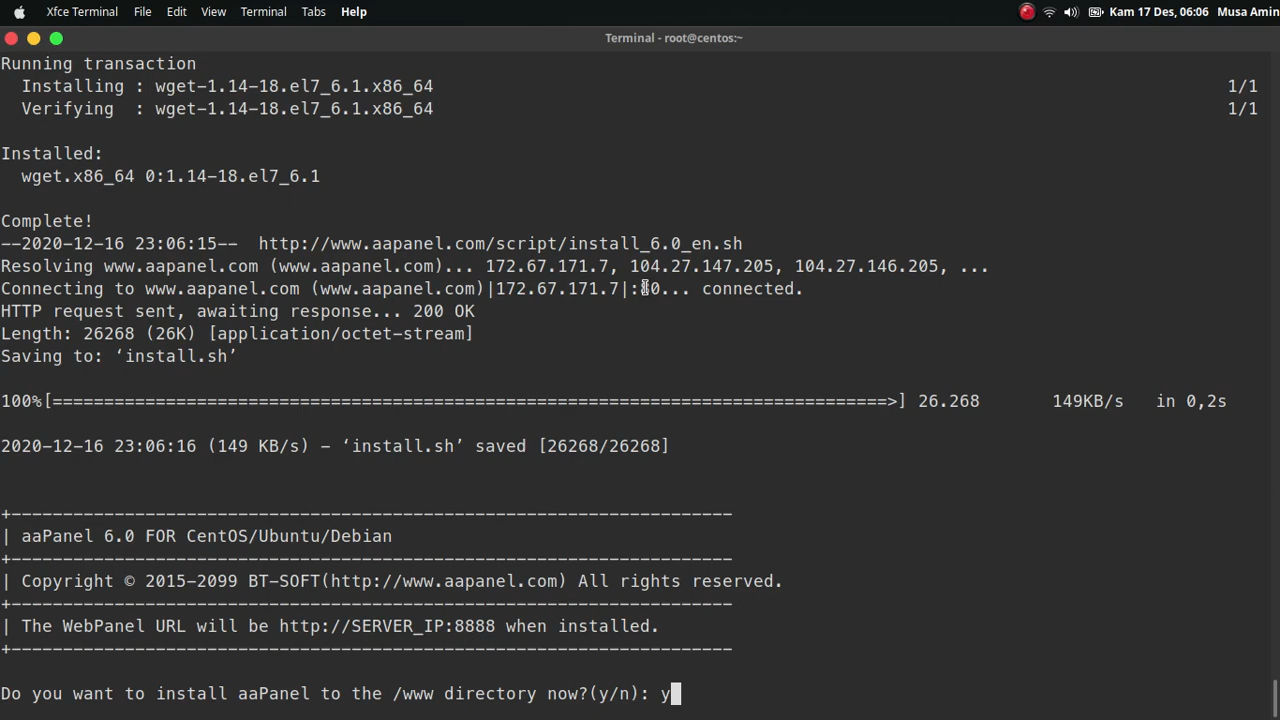 Xfce Terminal File Edit View Terminal Tabs Help Kam 17 Des, 06:06 Musa Amin
Terminal - root@centos:~
Running transaction
  Installing : wget-1.14-18.el7_6.1.x86_64 1/1
  Verifying  : wget-1.14-18.el7_6.1.x86_64 1/1
Installed:
  wget.x86_64 0:1.14-18.el7_6.1
Complete!
--2020-12-16 23:06:15--  http://www.aapanel.com/script/install_6.0_en.sh
Resolving www.aapanel.com (www.aapanel.com)... 172.67.171.7, 104.27.147.205, 104.27.146.205, ...
Connecting to www.aapanel.com (www.aapanel.com)|172.67.171.7|:80... connected.
HTTP request sent, awaiting response... 200 OK
Length: 26268 (26K) [application/octet-stream]
Saving to: ‘install.sh’
100%[=================================================================================>] 26.268 149KB/s in 0,2s
2020-12-16 23:06:16 (149 KB/s) - ‘install.sh’ saved [26268/26268]
+----------------------------------------------------------------------
| aaPanel 6.0 FOR CentOS/Ubuntu/Debian
+----------------------------------------------------------------------
| Copyright © 2015-2099 BT-SOFT(http://www.aapanel.com) All rights reserved.
+----------------------------------------------------------------------
| The WebPanel URL will be http://SERVER_IP:8888 when installed.
+----------------------------------------------------------------------
Do you want to install aaPanel to the /www directory now?(y/n): y